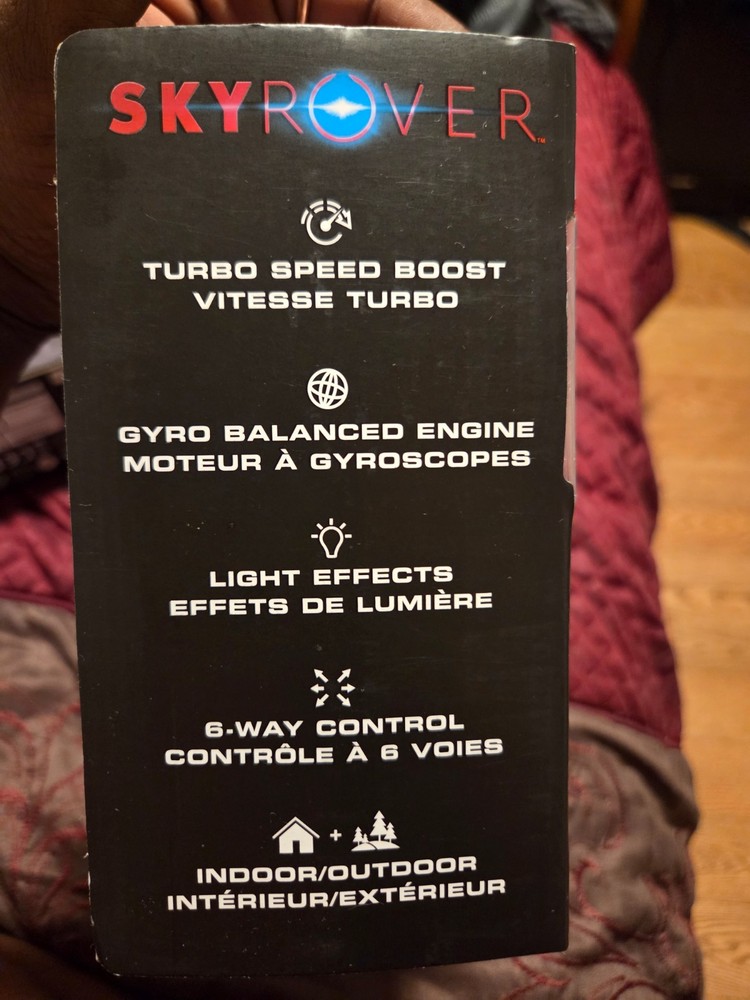 SKYROVER™
TURBO SPEED BOOST
VITESSE TURBO
GYRO BALANCED ENGINE
MOTEUR À GYROSCOPES
LIGHT EFFECTS
EFFETS DE LUMIÈRE
6-WAY CONTROL
CONTRÔLE À 6 VOIES
+
INDOOR/OUTDOOR
INTÉRIEUR/EXTÉRIEUR